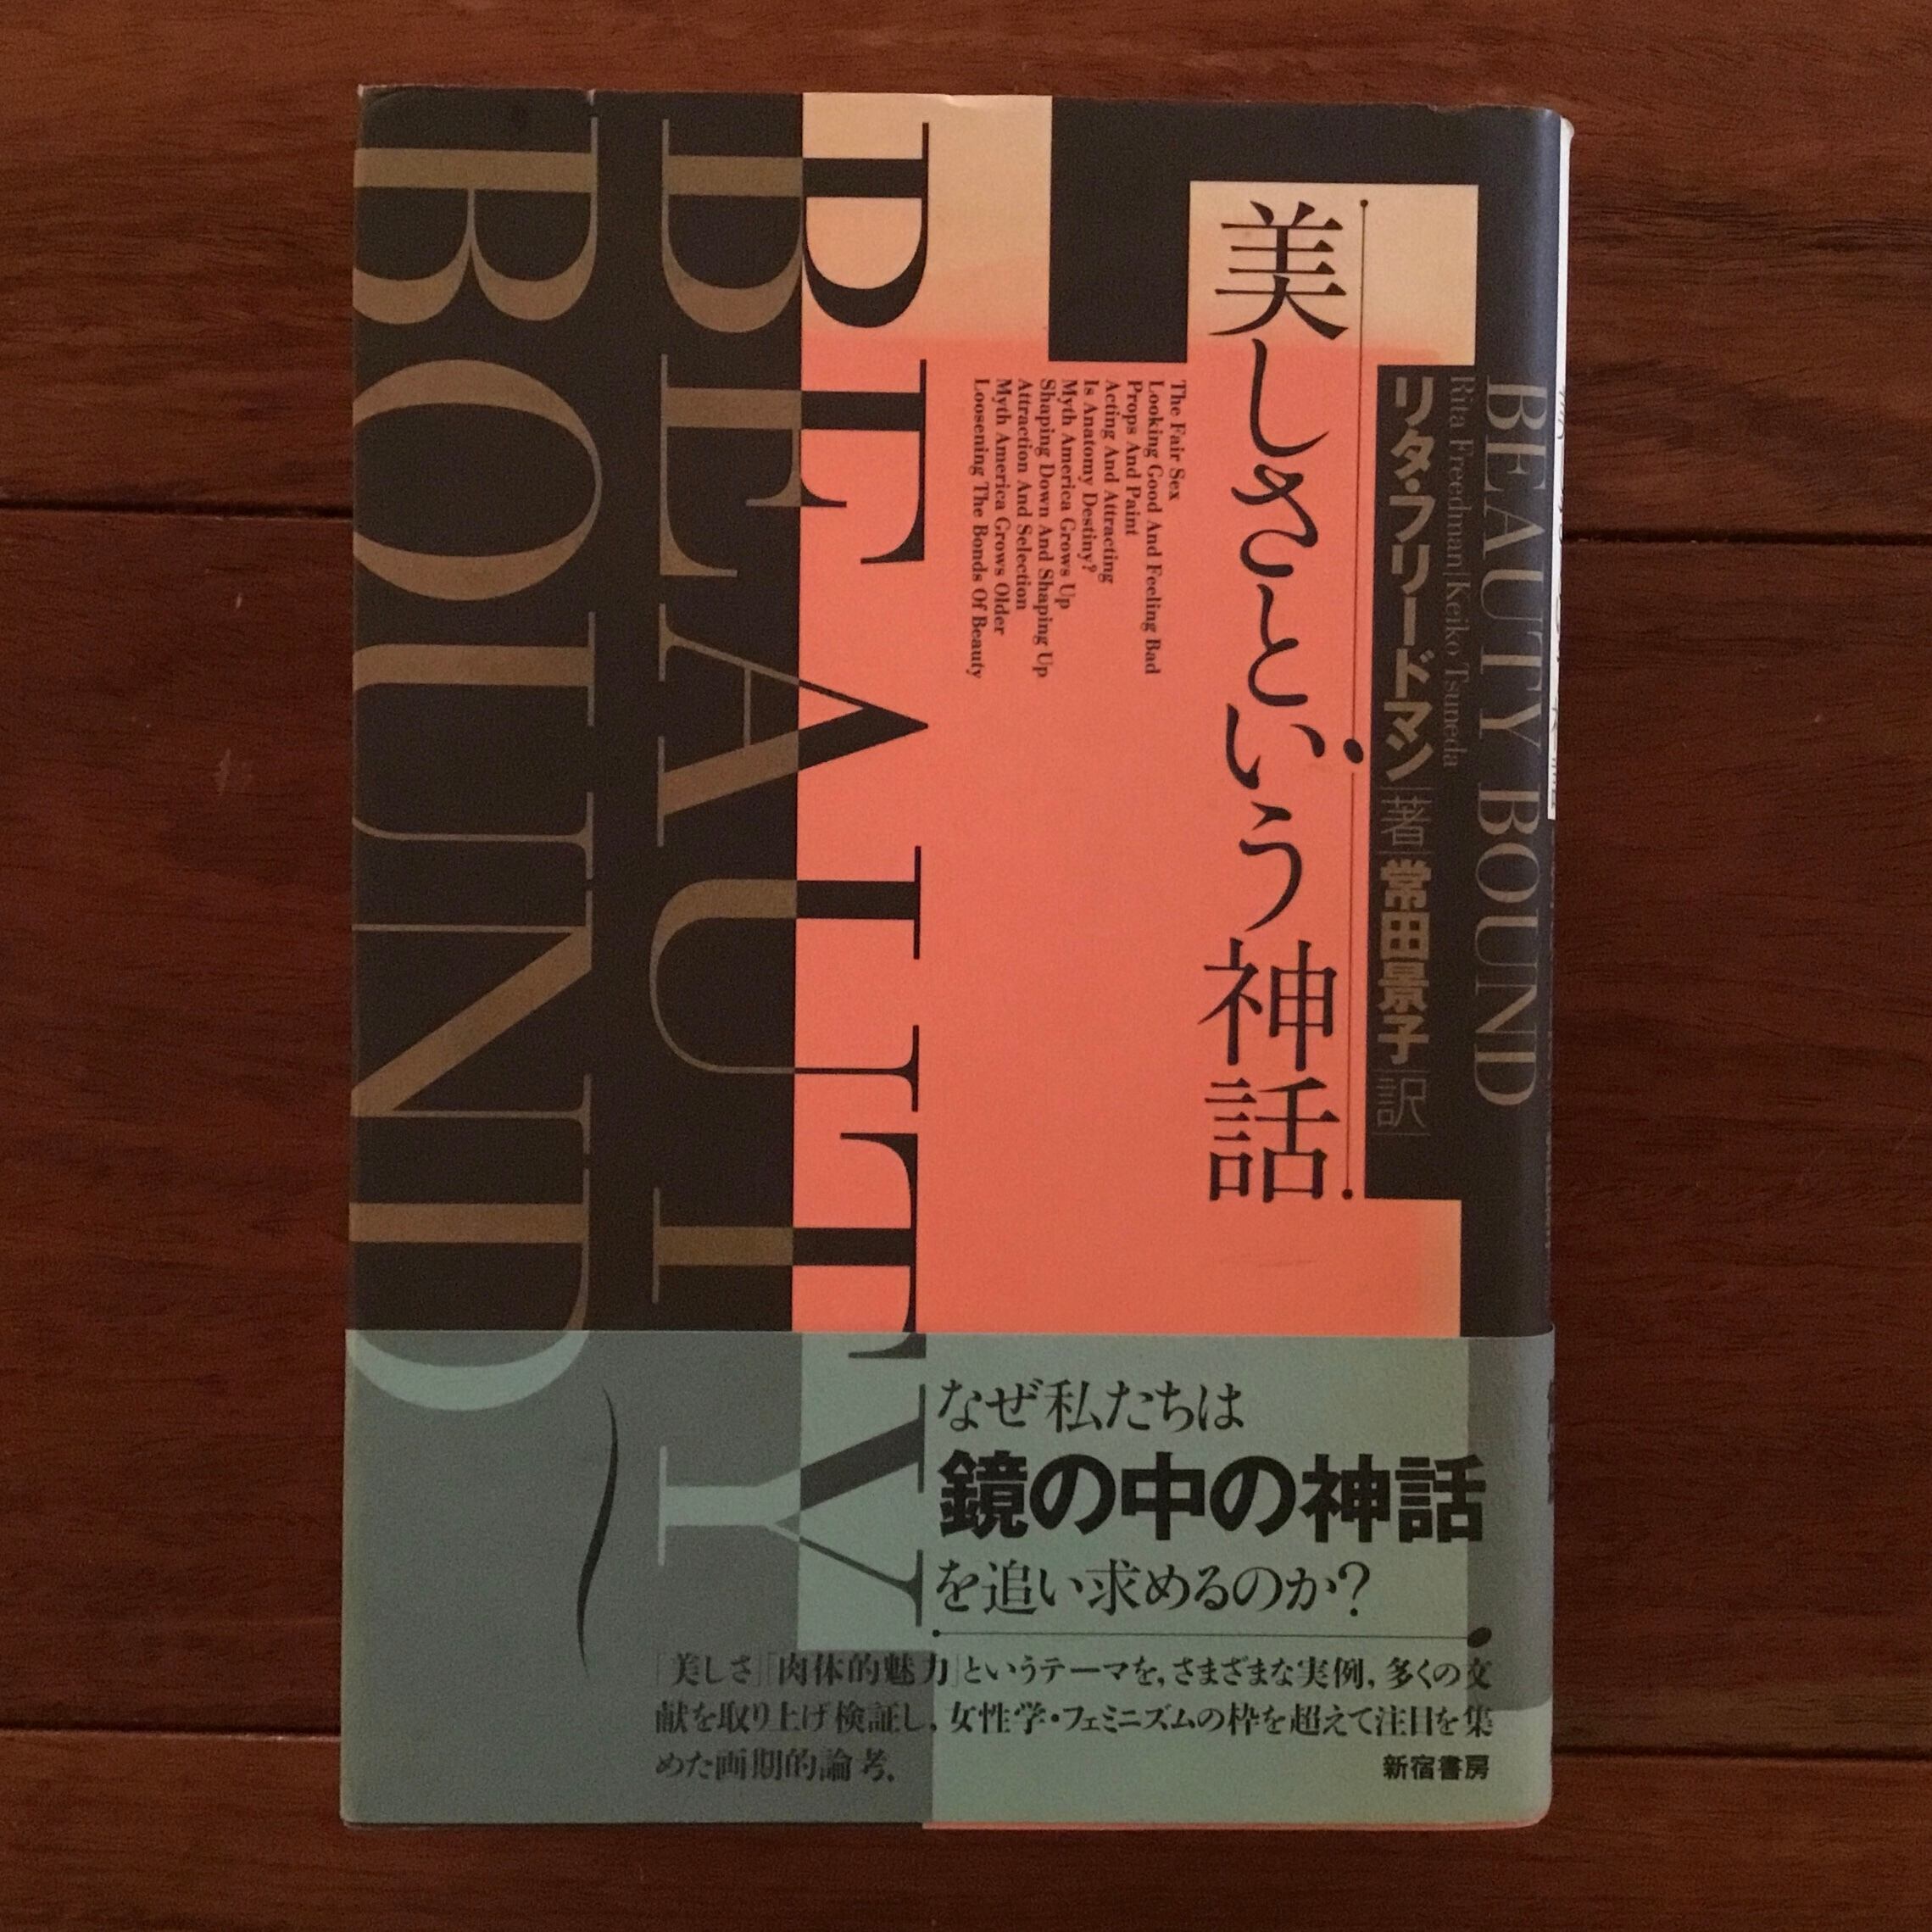 BEAUTY BOUND
Rita Freedman|Keiko Tsuneda
リタ・フリードマン[著]常田景子[訳]
美しさという神話
The Fair Sex
Looking Good And Feeling Bad
Props And Paint
Acting And Attracting
Is Anatomy Destiny?
Myth America Grows Up
Shaping Down And Shaping Up
Attraction And Selection
Myth America Grows Older
Loosening The Bonds Of Beauty
BEAUTY
BOUND
なぜ私たちは
鏡の中の神話
を追い求めるのか?
「美しさ」「肉体的魅力」というテーマを,さまざまな実例,多くの文
献を取り上げ検証し,女性学・フェミニズムの枠を超えて注目を集
めた画期的論考.
新宿書房